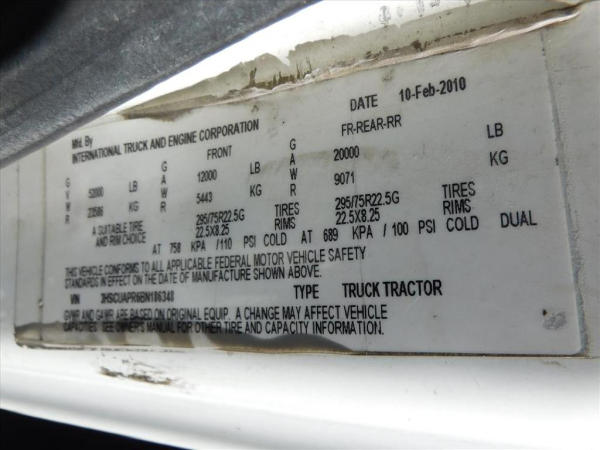 Mfd. By DATE 10-Feb-2010
INTERNATIONAL TRUCK AND ENGINE CORPORATION
G FRONT G FR-REAR-RR
V 52000 LB A 12000 LB A 20000 LB
W 23586 KG W 5443 KG W 9071 KG
R R R
A SUITABLE TIRE 295/75R22.5G TIRES 295/75R22.5G TIRES
AND RIM CHOICE 22.5X8.25 RIMS 22.5X8.25 RIMS
AT 758 KPA /110 PSI COLD AT 689 KPA / 100 PSI COLD DUAL
THIS VEHICLE CONFORMS TO ALL APPLICABLE FEDERAL MOTOR VEHICLE SAFETY
STANDARDS IN EFFECT ON THE DATE OF MANUFACTURE SHOWN ABOVE.
VIN 3HSCUAPR6BN186348 TYPE TRUCK TRACTOR
GVWR AND GAWR ARE BASED ON ORIGINAL EQUIP. A CHANGE MAY AFFECT VEHICLE
CAPACITIES. SEE OWNER'S MANUAL FOR OTHER TIRE AND CAPACITY INFORMATION.